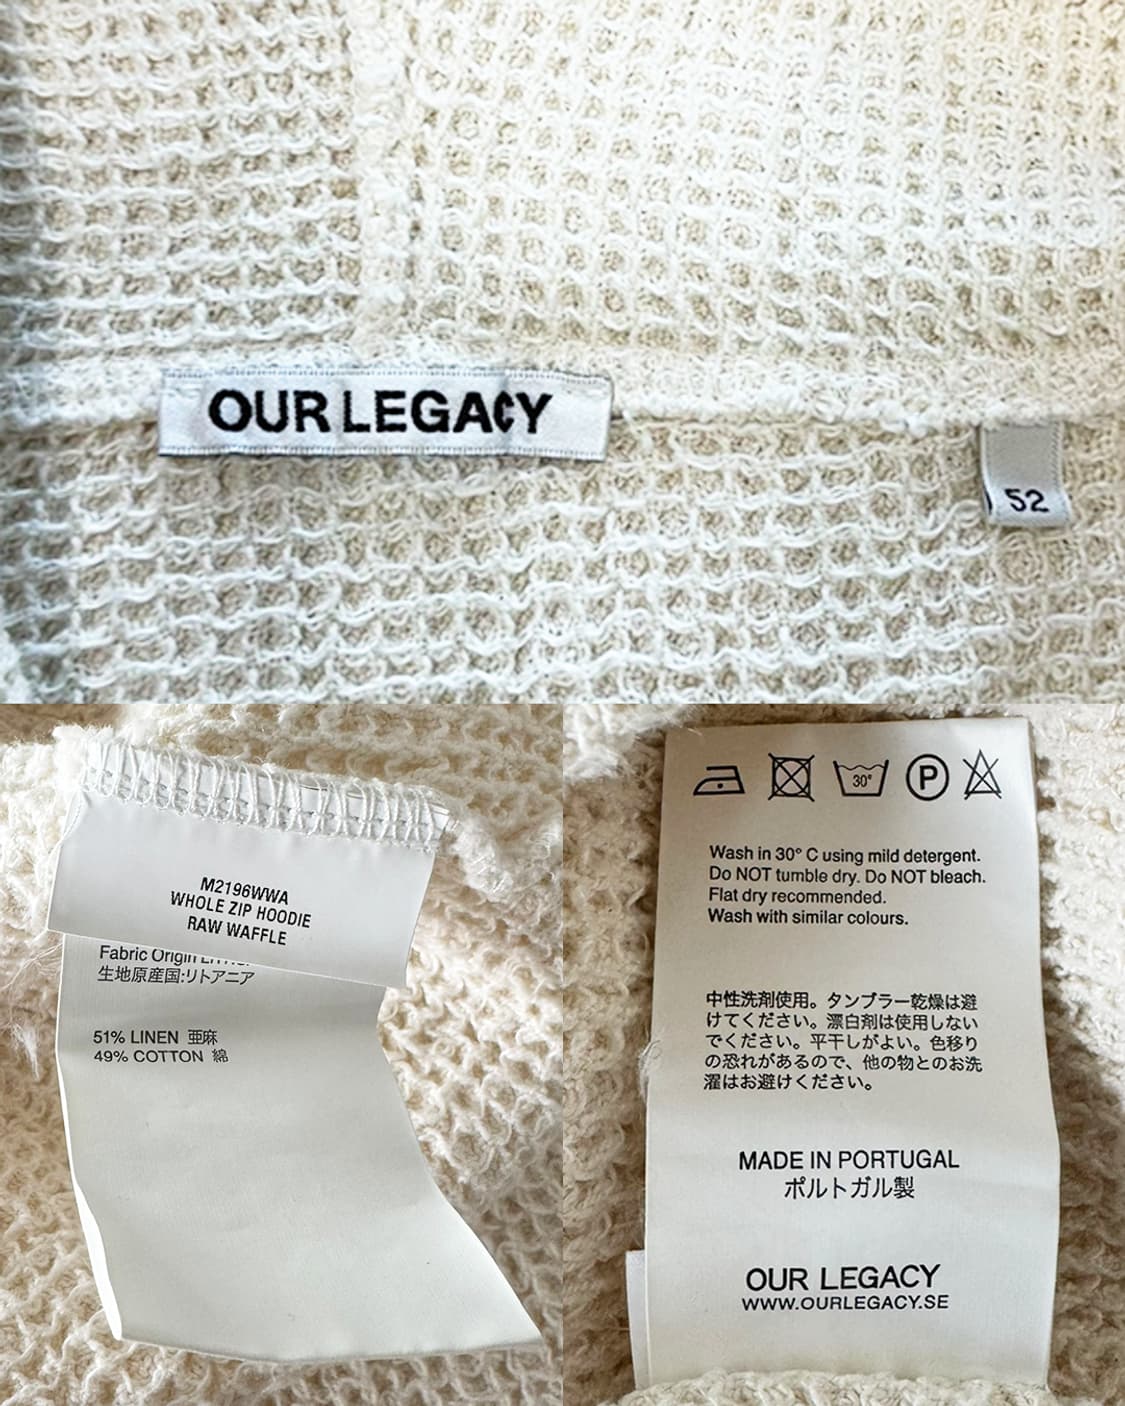 OUR LEGACY
52
M2196WWA
WHOLE ZIP HOODIE
RAW WAFFLE
Fabric Origin
生地原産国:リトアニア
51% LINEN 亜麻
49% COTTON 綿
30°
P
Wash in 30° C using mild detergent.
Do NOT tumble dry. Do NOT bleach.
Flat dry recommended.
Wash with similar colours.
中性洗剤使用。タンブラー乾燥は避
けてください。漂白剤は使用しない
でください。平干しがよい。色移り
の恐れがあるので、他の物とのお洗
濯はお避けください。
MADE IN PORTUGAL
ポルトガル製
OUR LEGACY
WWW.OURLEGACY.SE